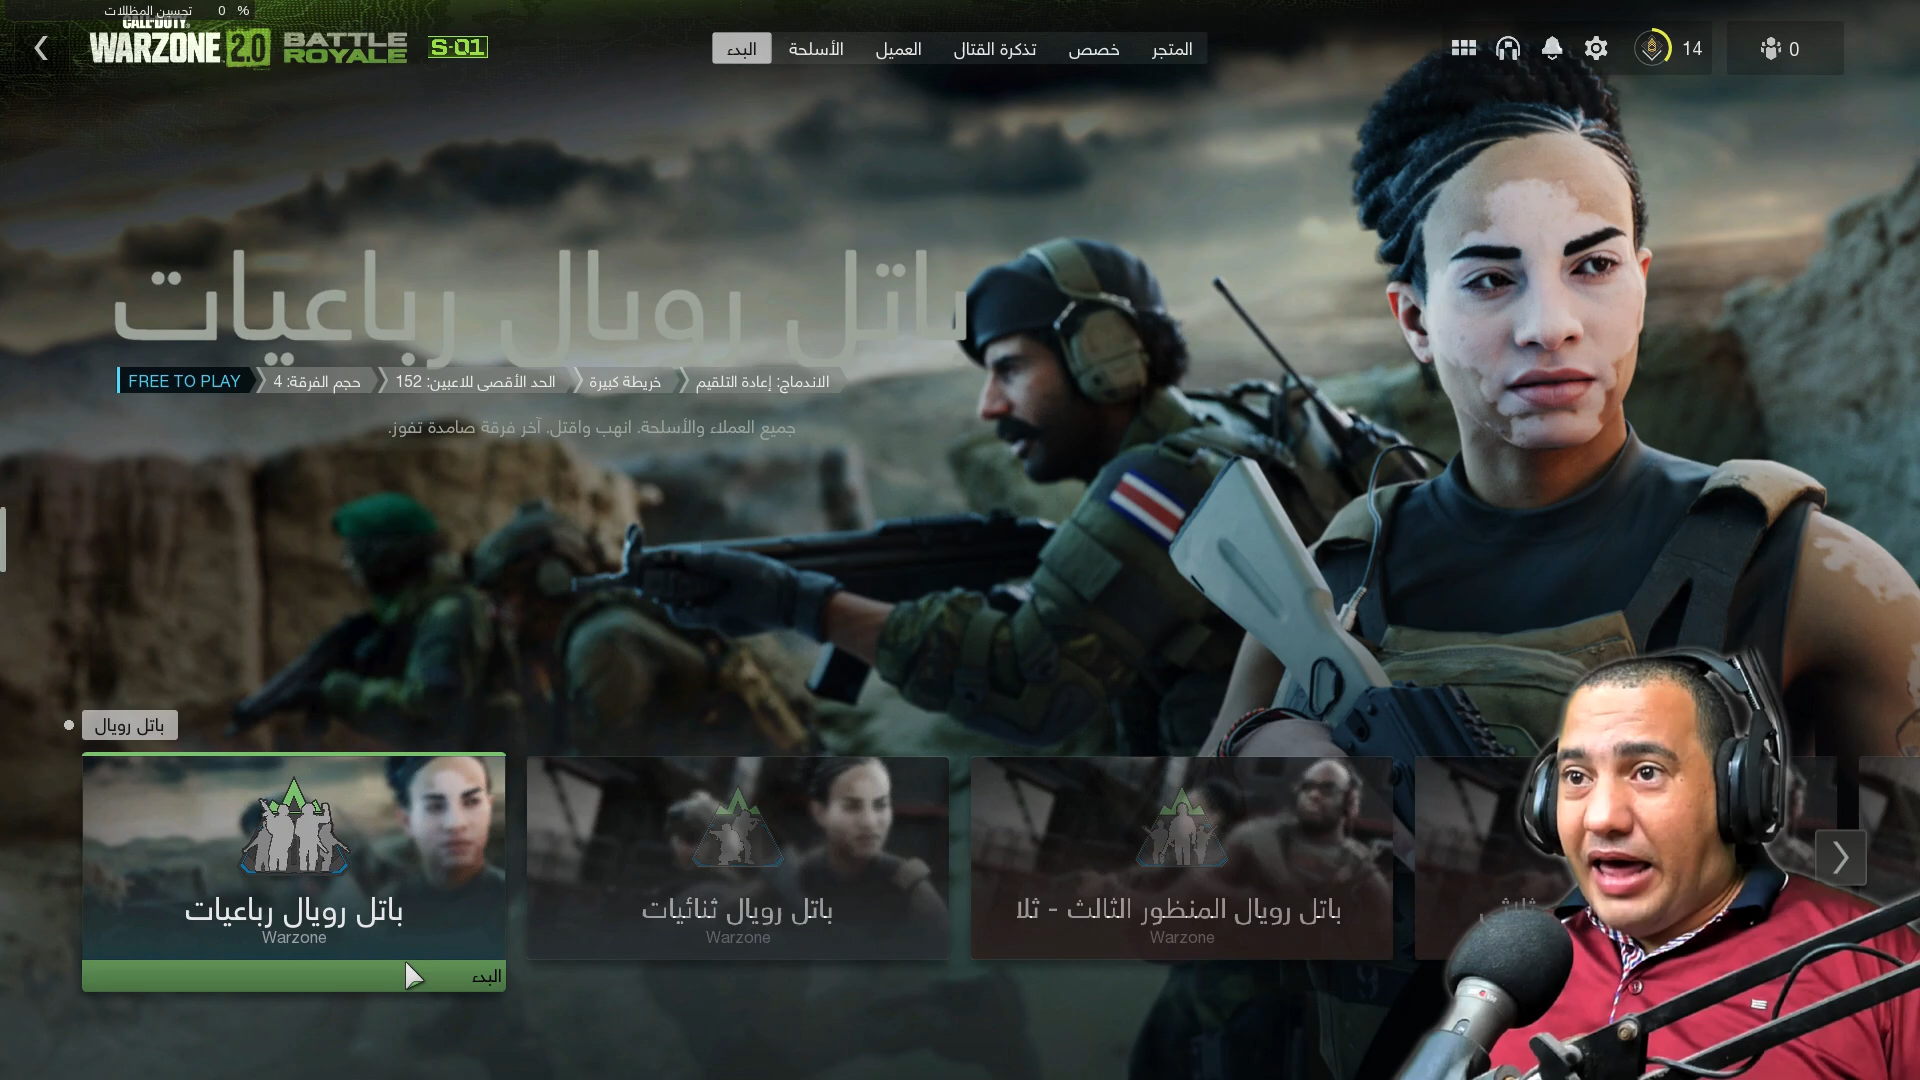 تحسين المظللات 0 %
CALL OF DUTY
WARZONE 2.0 BATTLE ROYALE S-01
البدء الأسلحة العميل تذكرة القتال خصص المتجر
14
0
باتل رويال رباعيات
FREE TO PLAY
حجم الفرقة: 4
الحد الأقصى للاعبين: 152
خريطة كبيرة
الاندماج: إعادة التلقيم
جميع العملاء والأسلحة. انهب واقتل. آخر فرقة صامدة تفوز.
باتل رويال
باتل رويال رباعيات
Warzone
البدء
باتل رويال ثنائيات
Warzone
باتل رويال المنظور الثالث - ثلا
Warzone